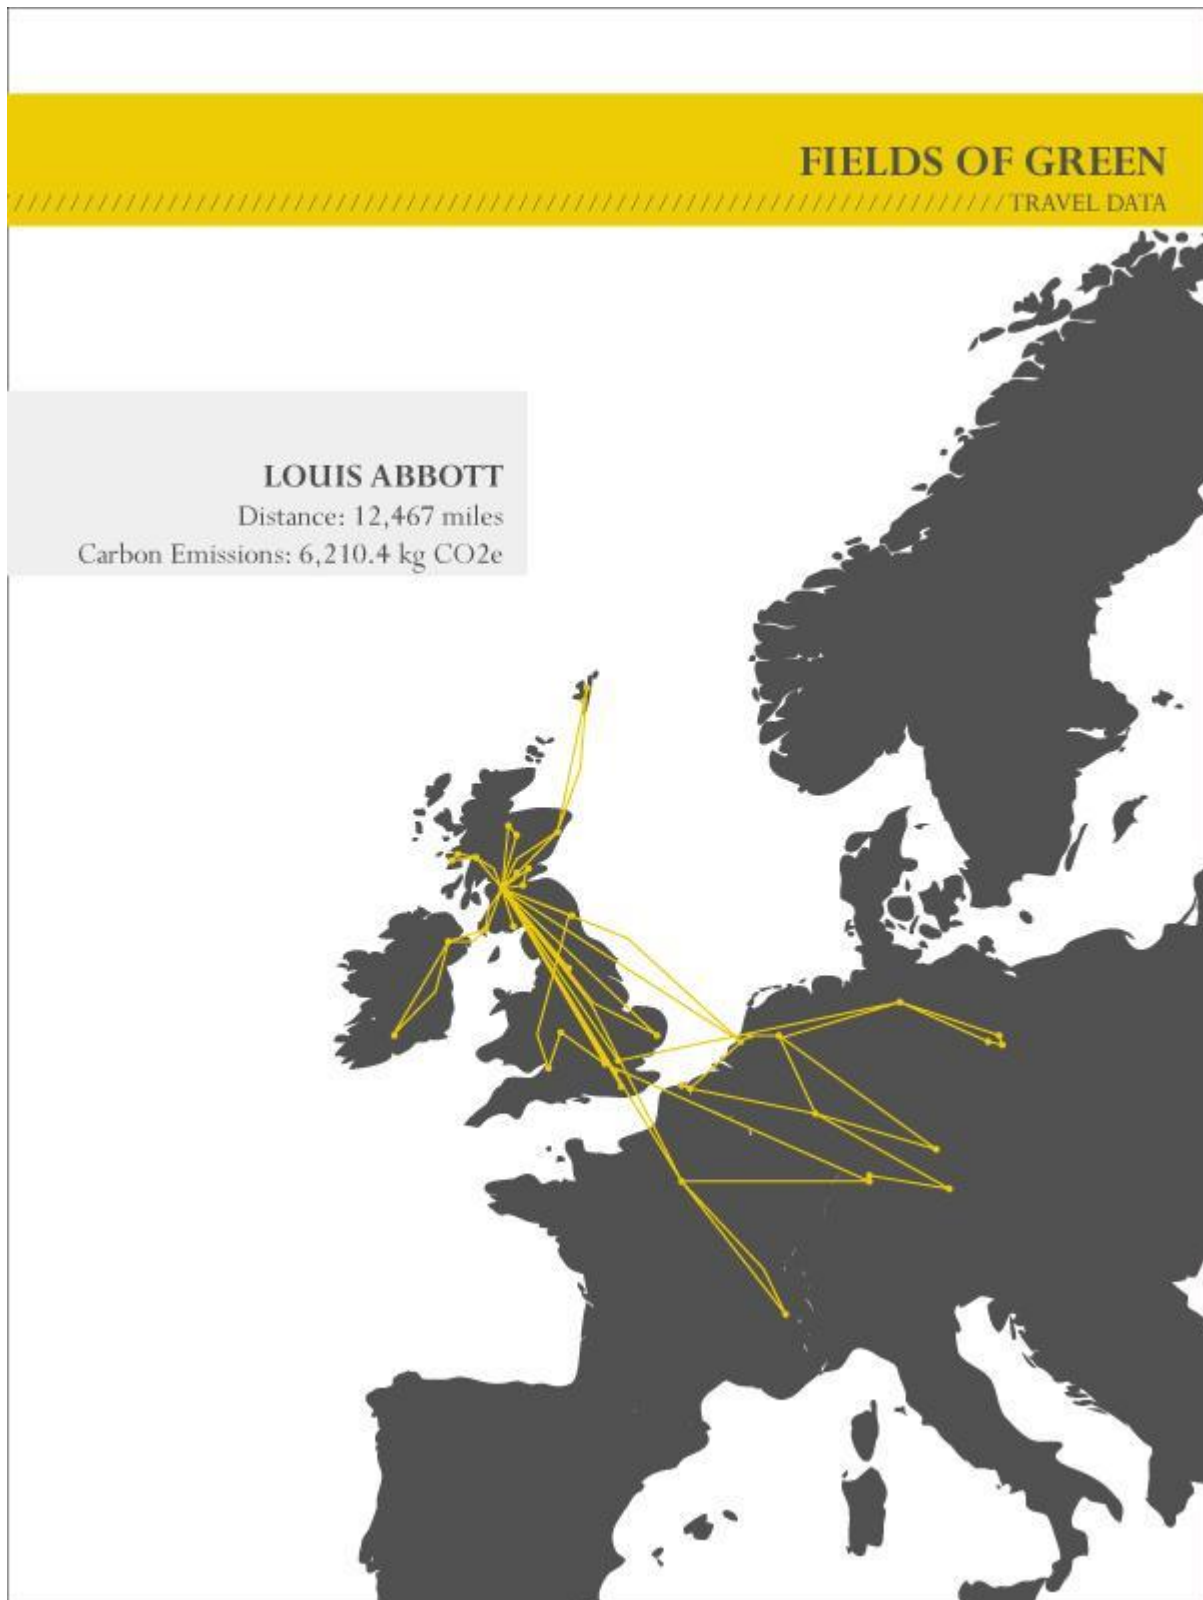 FIELDS OF GREEN
TRAVEL DATA
LOUIS ABBOTT
Distance: 12,467 miles
Carbon Emissions: 6,210.4 kg CO2e